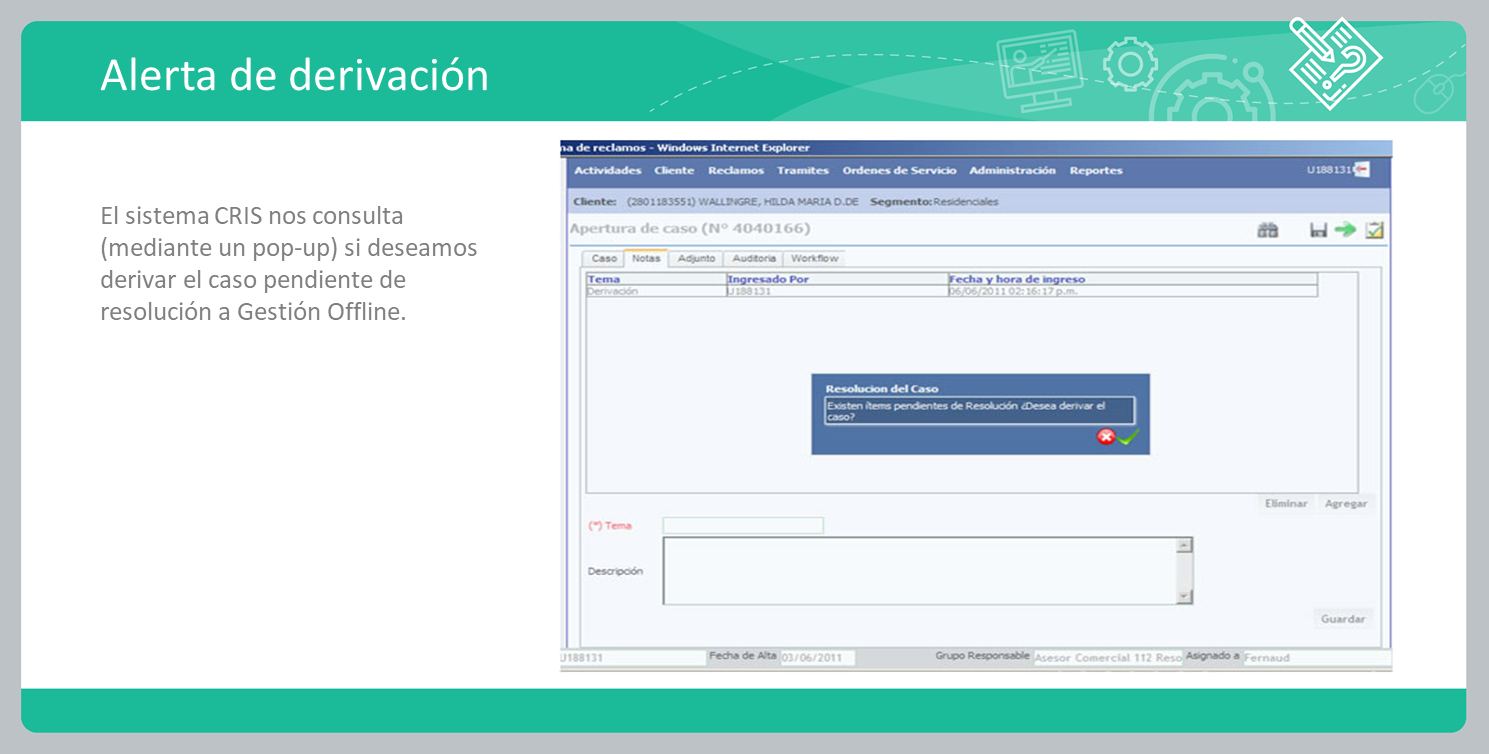 Alerta de derivación
El sistema CRIS nos consulta
(mediante un pop-up) si deseamos
derivar el caso pendiente de
resolución a Gestión Offline.
na de reclamos - Windows Internet Explorer
Actividades Cliente Reclamos Tramites Ordenes de Servicio Administración Reportes U188131
Cliente: (2801183551) WALLINGRE, HILDA MARIA D.DE Segmento:Residenciales
Apertura de caso (Nº 4040166)
Caso Notas Adjunto Auditoria Workflow
Tema Ingresado Por Fecha y hora de ingreso
Derivación U188131 06/06/2011 02:16:17 p.m.
Resolucion del Caso
Existen ítems pendientes de Resolución ¿Desea derivar el
caso?
Eliminar Agregar
(*) Tema
Descripción
Guardar
U188131 Fecha de Alta 03/06/2011 Grupo Responsable Asesor Comercial 112 Reso Asignado a Fernaud